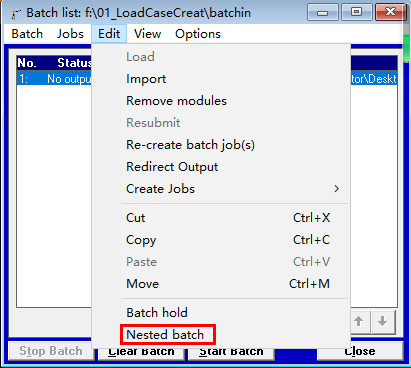 Batch list: f:\01_LoadCaseCreat\batchin
Batch Jobs Edit View Options
No. Status
1: No outpu tor\Deskt
Load
Import
Remove modules
Resubmit
Re-create batch job(s)
Redirect Output
Create Jobs
Cut Ctrl+X
Copy Ctrl+C
Paste Ctrl+V
Move Ctrl+M
Batch hold
Nested batch
Stop Batch Clear Batch Start Batch Close